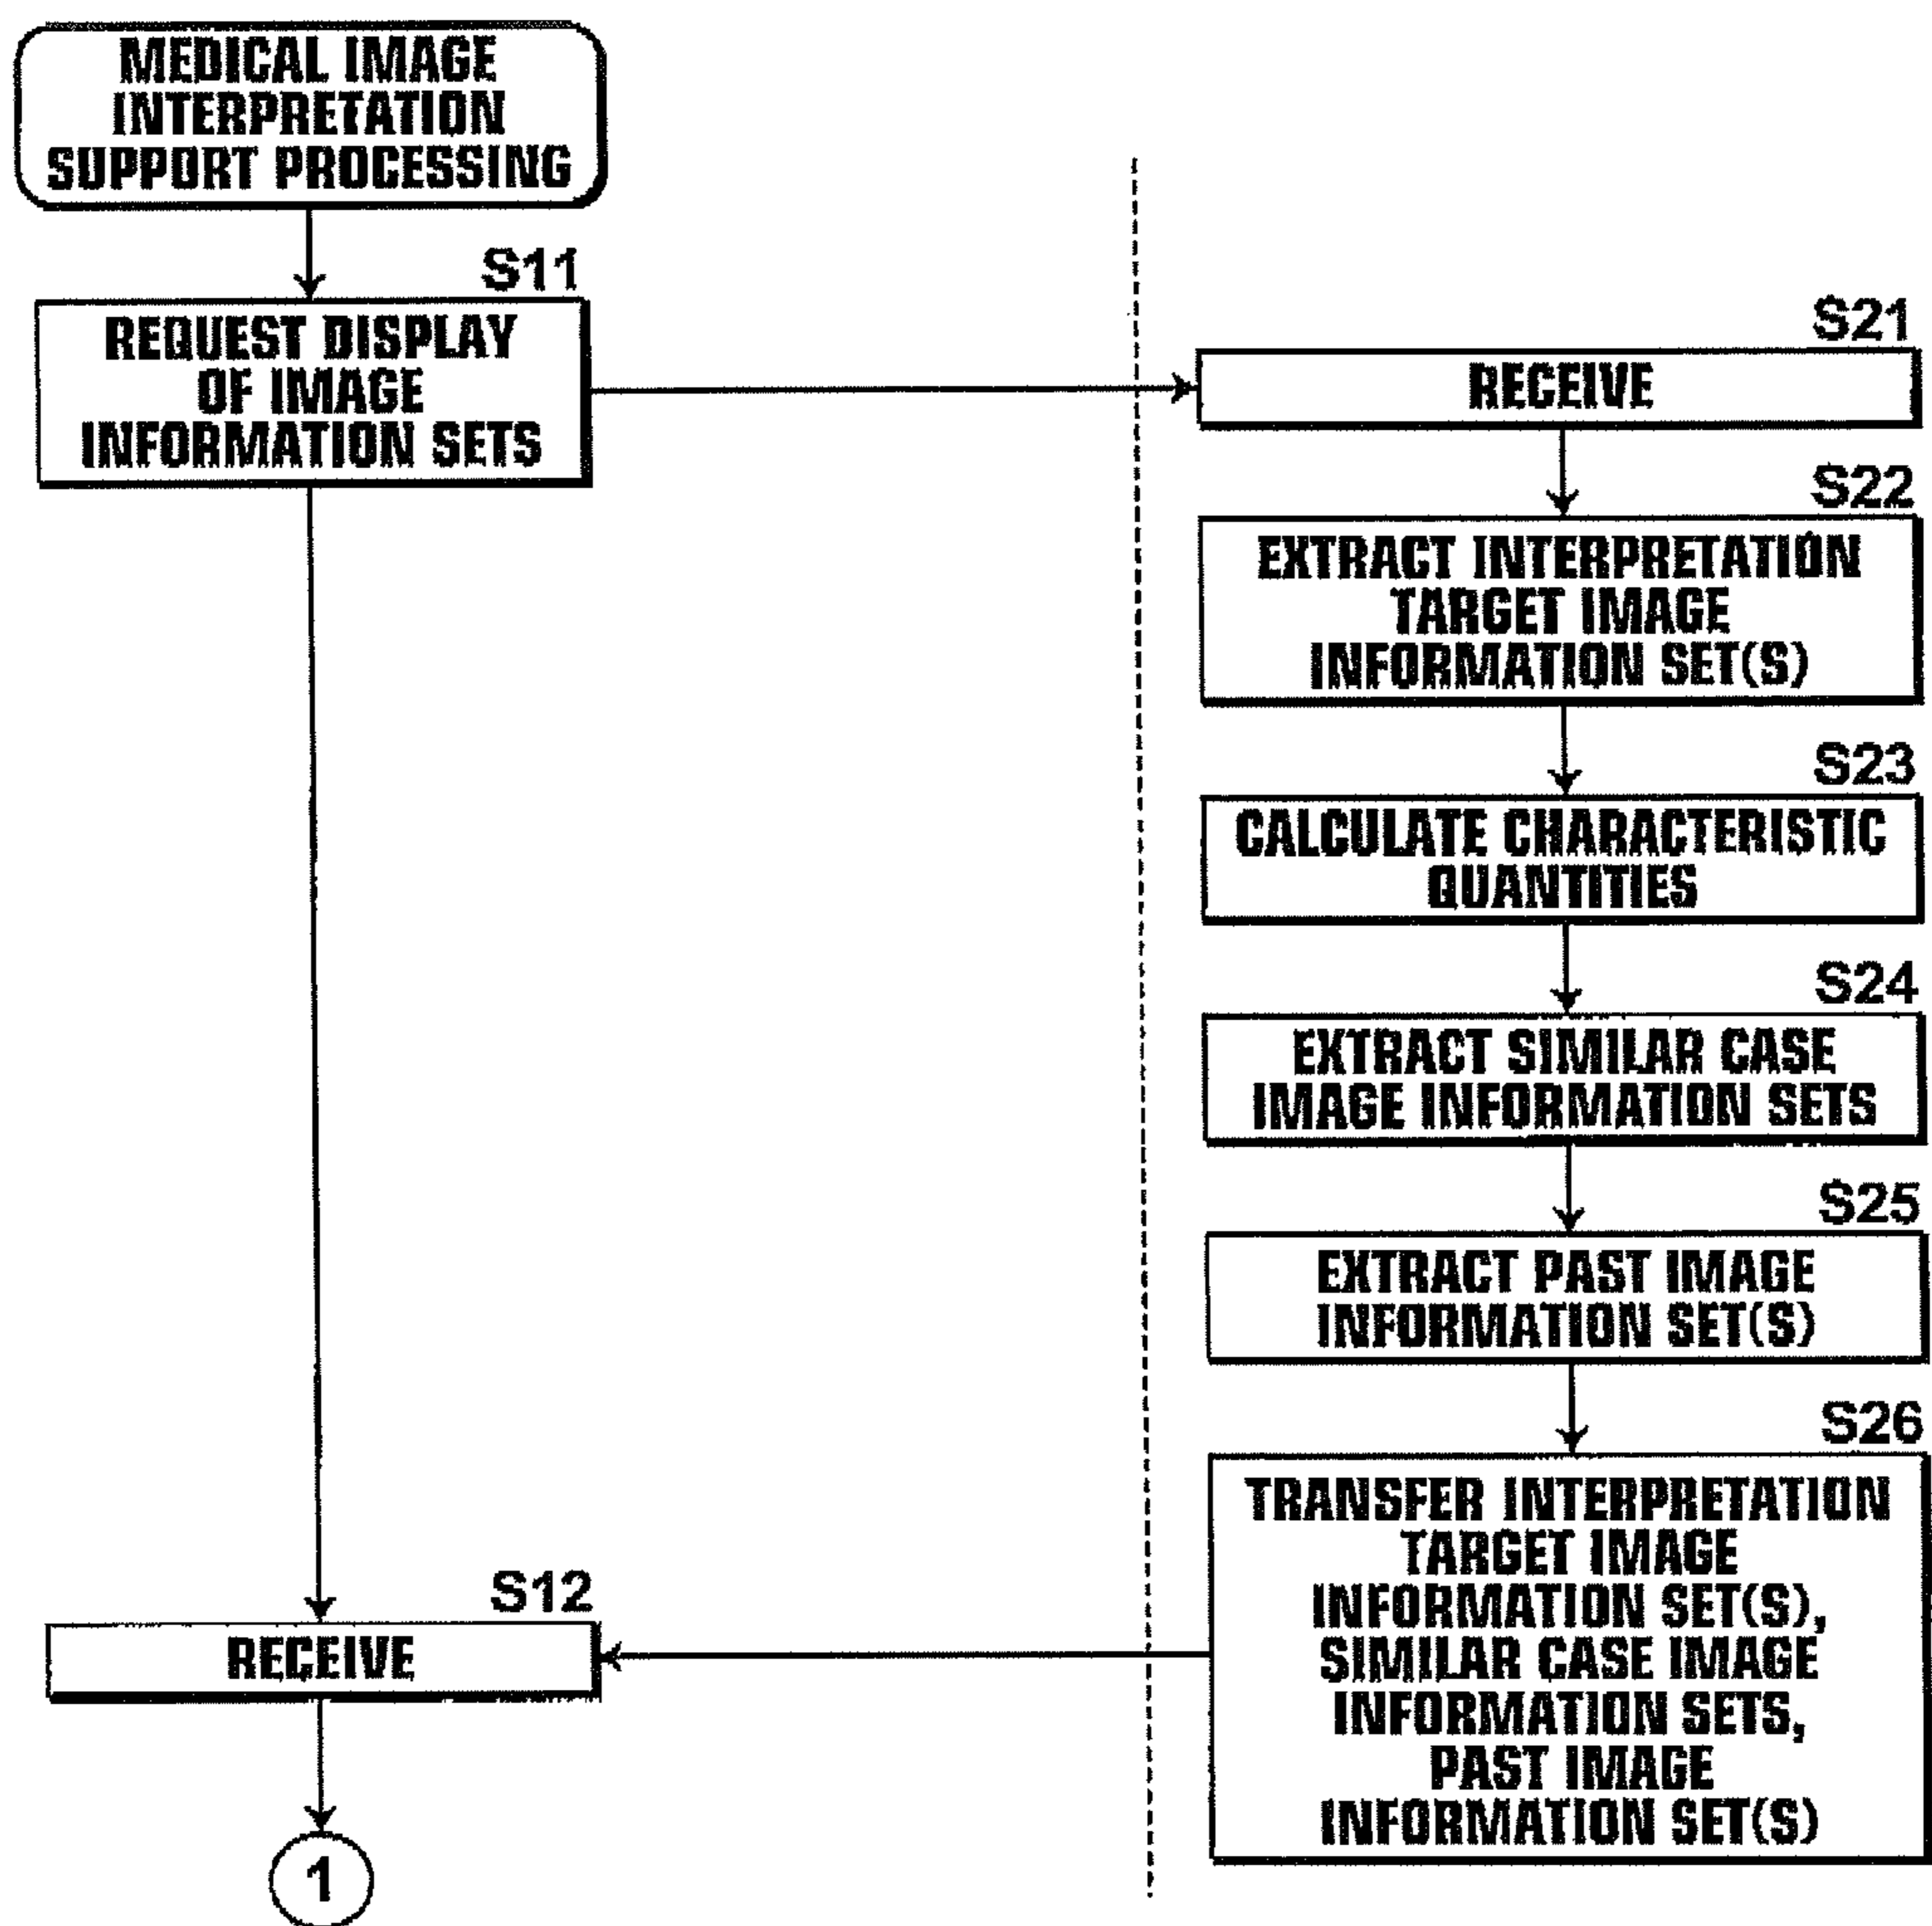 MEDICAL IMAGE
INTERPRETATION
SUPPORT PROCESSING
S11
REQUEST DISPLAY
OF IMAGE
INFORMATION SETS
S21
RECEIVE
S22
EXTRACT INTERPRETATION
TARGET IMAGE
INFORMATION SET(S)
S23
CALCULATE CHARACTERISTIC
QUANTITIES
S24
EXTRACT SIMILAR CASE
IMAGE INFORMATION SETS
S25
EXTRACT PAST IMAGE
INFORMATION SET(S)
S26
TRANSFER INTERPRETATION
TARGET IMAGE
INFORMATION SET(S),
SIMILAR CASE IMAGE
INFORMATION SETS,
PAST IMAGE
INFORMATION SET(S)
S12
RECEIVE
1